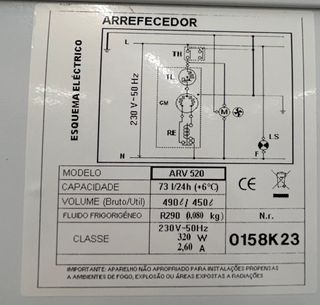 ARREFECEDOR
ESQUEMA ELÉCTRICO
230 V~50 Hz
L
TH
TL
GM
M
RE
LS
F
N
MODELO ARV 520
CAPACIDADE 73 l/24h (+6°C)
VOLUME (Bruto/Util) 490ℓ/ 450ℓ
FLUIDO FRIGORIGÉNEO R290 (0,080 kg) N.r.
CLASSE 230V~50Hz
320 W
2,60 A
0158K23
CE
IMPORTANTE: APARELHO NÃO APROPRIADO PARA INSTALAÇÕES PROPENSAS
A AMBIENTES DE FOGO, EXPLOSÃO OU ÁREAS EXPOSTAS A RADIAÇÕES